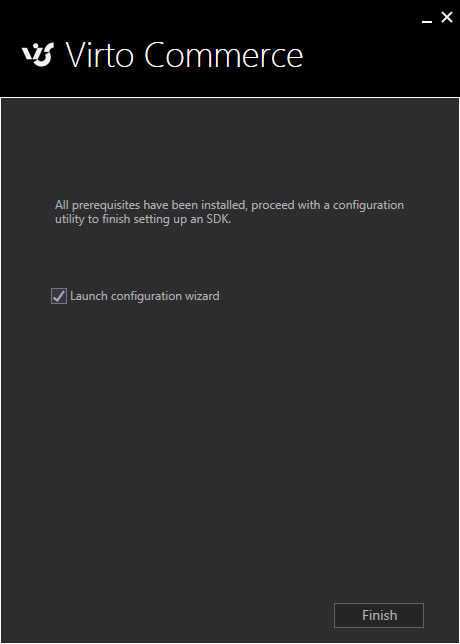 Virto Commerce
All prerequisites have been installed, proceed with a configuration
utility to finish setting up an SDK.
Launch configuration wizard
Finish